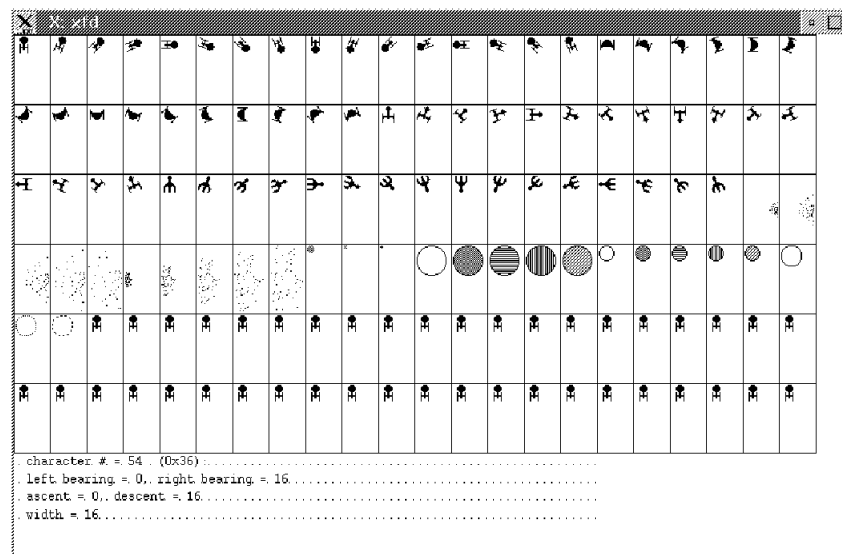 X: xfd
character # = 54 (0x36):
left bearing = 0, right bearing = 16
ascent = 0, descent = 16
width = 16